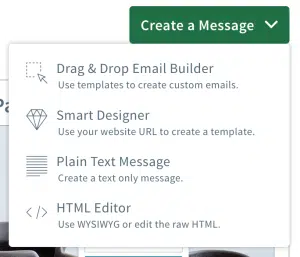 Create a Message
Drag & Drop Email Builder
Use templates to create custom emails.
Smart Designer
Use your website URL to create a template.
Plain Text Message
Create a text only message.
HTML Editor
Use WYSIWYG or edit the raw HTML.